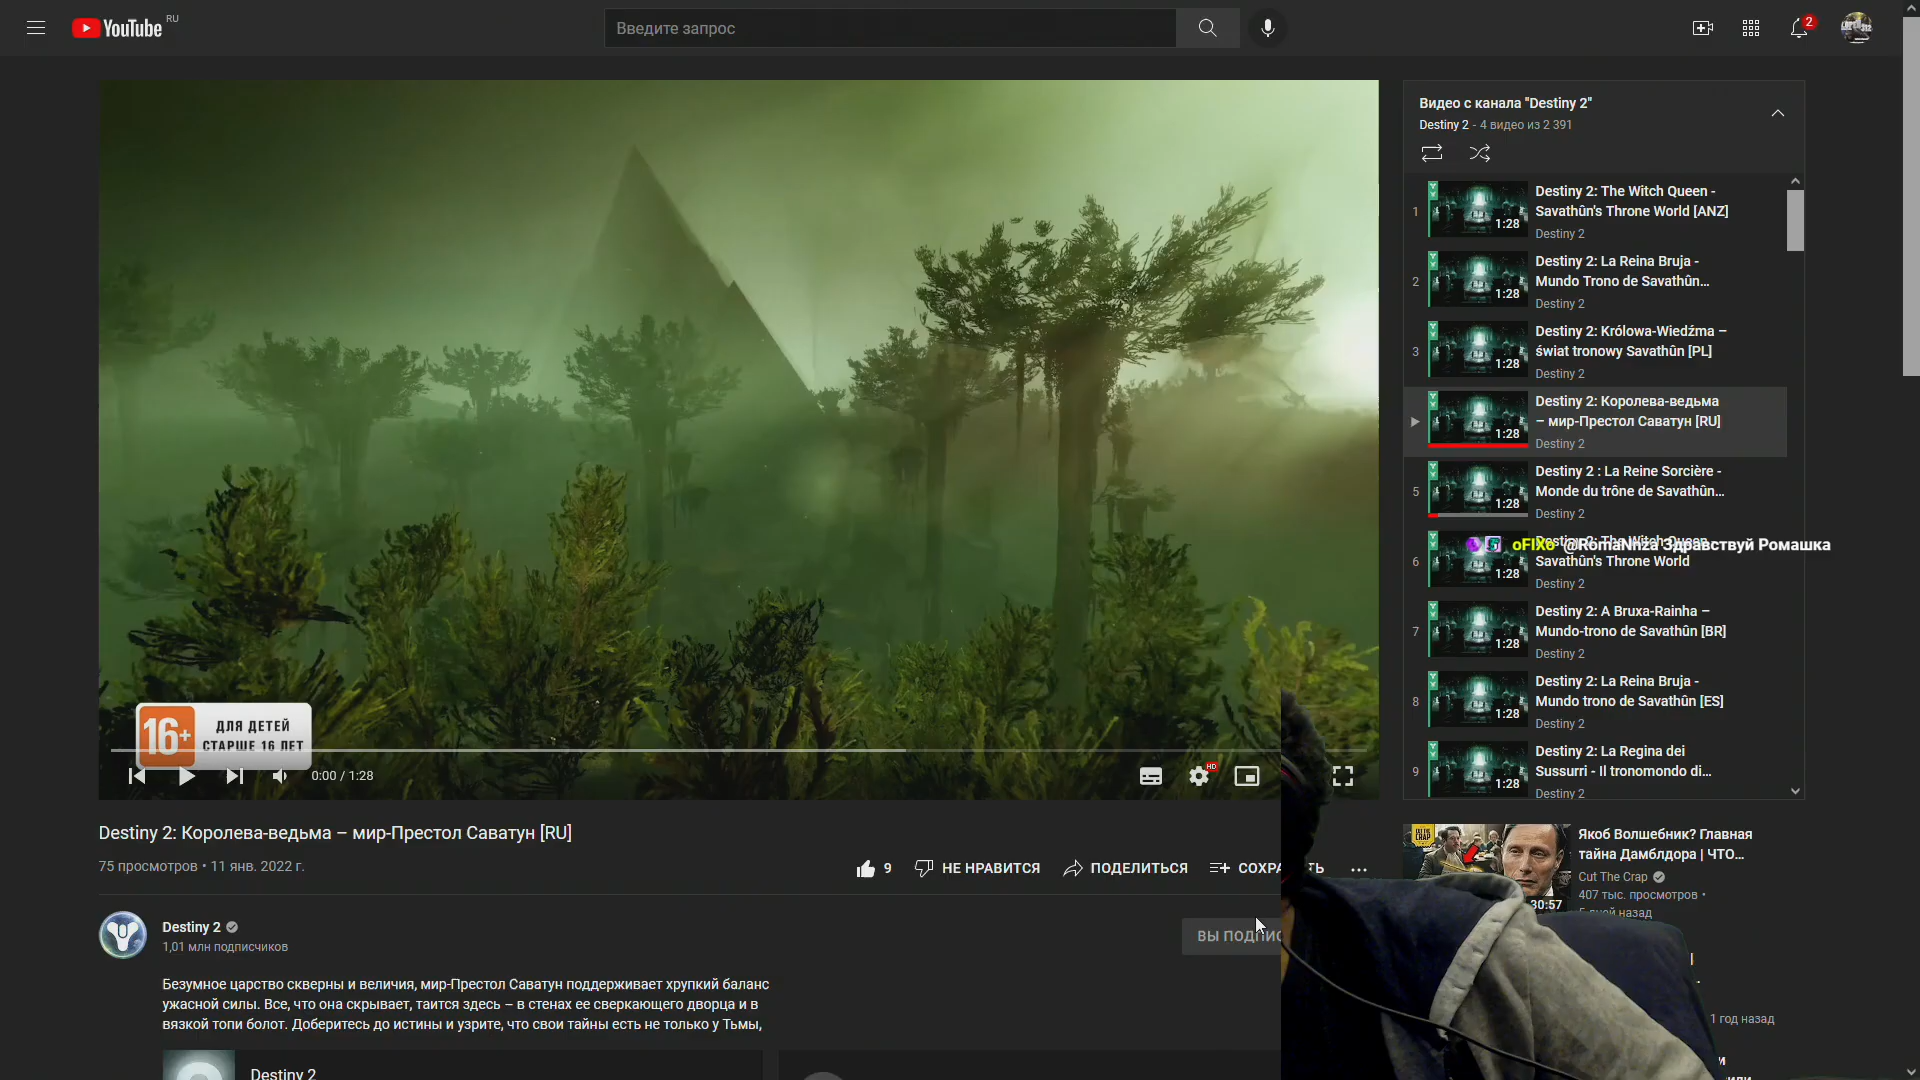 YouTube
RU
Введите запрос
2
16+
ДЛЯ ДЕТЕЙ
СТАРШЕ 16 ЛЕТ
0:00 / 1:28
HD
Destiny 2: Королева-ведьма – мир-Престол Саватун [RU]
75 просмотров • 11 янв. 2022 г.
9
НЕ НРАВИТСЯ
ПОДЕЛИТЬСЯ
Destiny 2
1,01 млн подписчиков
ВЫ
Безумное царство скверны и величия, мир-Престол Саватун поддерживает хрупкий баланс
ужасной силы. Все, что она скрывает, таится здесь – в стенах ее сверкающего дворца и в
вязкой топи болот. Доберитесь до истины и узрите, что свои тайны есть не только у Тьмы,
Destiny 2
Видео с канала "Destiny 2"
Destiny 2 - 4 видео из 2 391
1
1:28
Destiny 2: The Witch Queen -
Savathûn's Throne World [ANZ]
Destiny 2
2
1:28
Destiny 2: La Reina Bruja -
Mundo Trono de Savathûn...
Destiny 2
3
1:28
Destiny 2: Królowa-Wiedźma –
świat tronowy Savathûn [PL]
Destiny 2
1:28
Destiny 2: Королева-ведьма
– мир-Престол Саватун [RU]
Destiny 2
5
1:28
Destiny 2 : La Reine Sorcière -
Monde du trône de Savathûn...
Destiny 2
oFIXo @RomaNnza Здравствуй Ромашка
6
1:28
Savathûn's Throne World
Destiny 2
7
1:28
Destiny 2: A Bruxa-Rainha –
Mundo-trono de Savathûn [BR]
Destiny 2
8
1:28
Destiny 2: La Reina Bruja -
Mundo trono de Savathûn [ES]
Destiny 2
9
1:28
Destiny 2: La Regina dei
Sussurri - Il tronomondo di...
Destiny 2
30:57
Якоб Волшебник? Главная
тайна Дамблдора | ЧТО...
Cut The Crap
407 тыс. просмотров •
назад
1 год назад